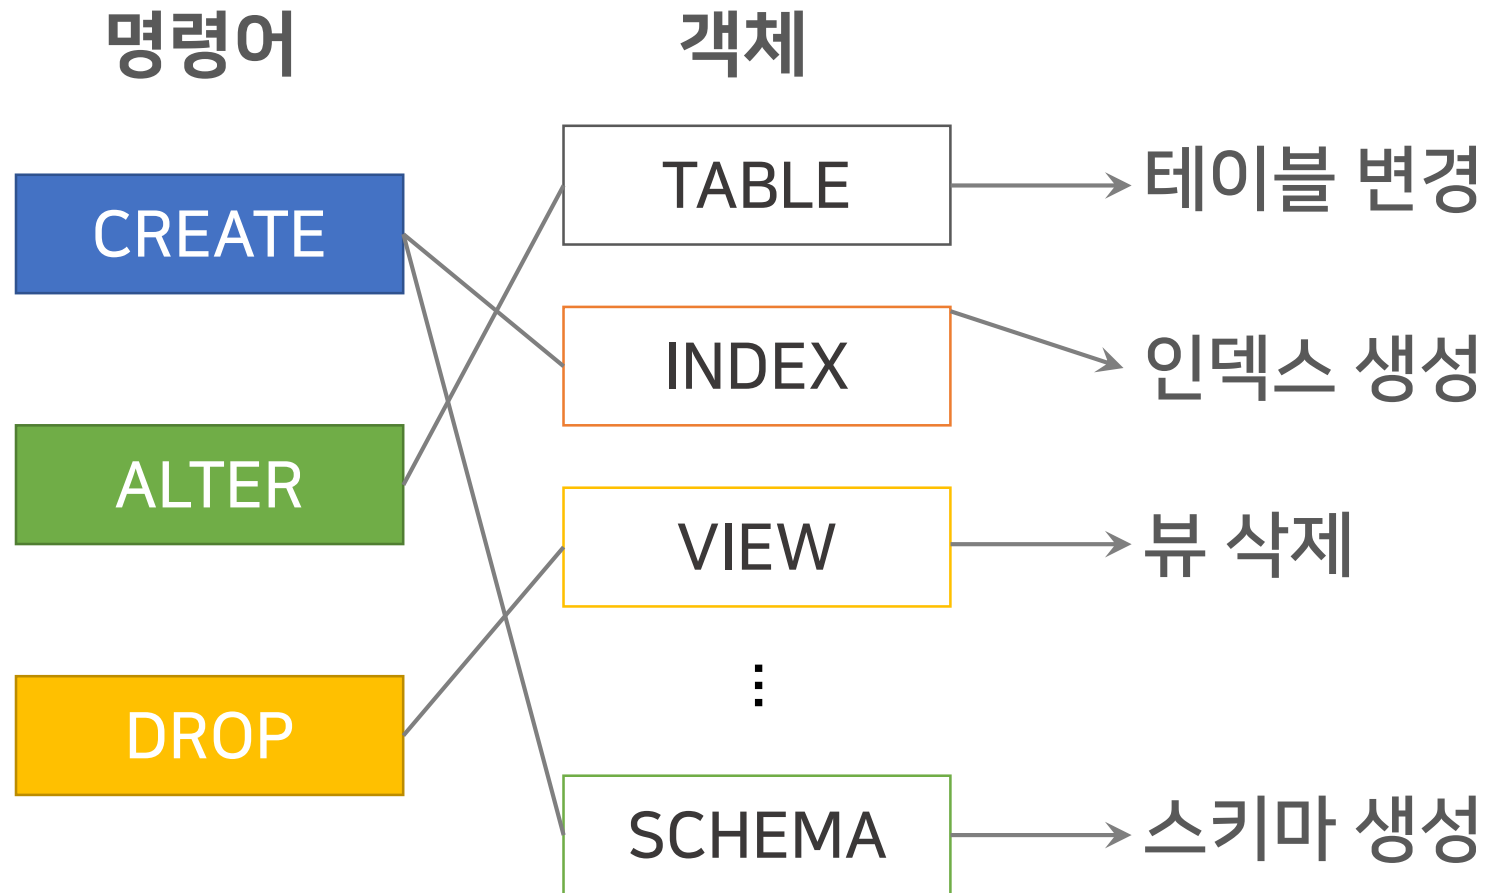 명령어
객체
CREATE
ALTER
DROP
TABLE
INDEX
VIEW
⋮
SCHEMA
테이블 변경
인덱스 생성
뷰 삭제
스키마 생성